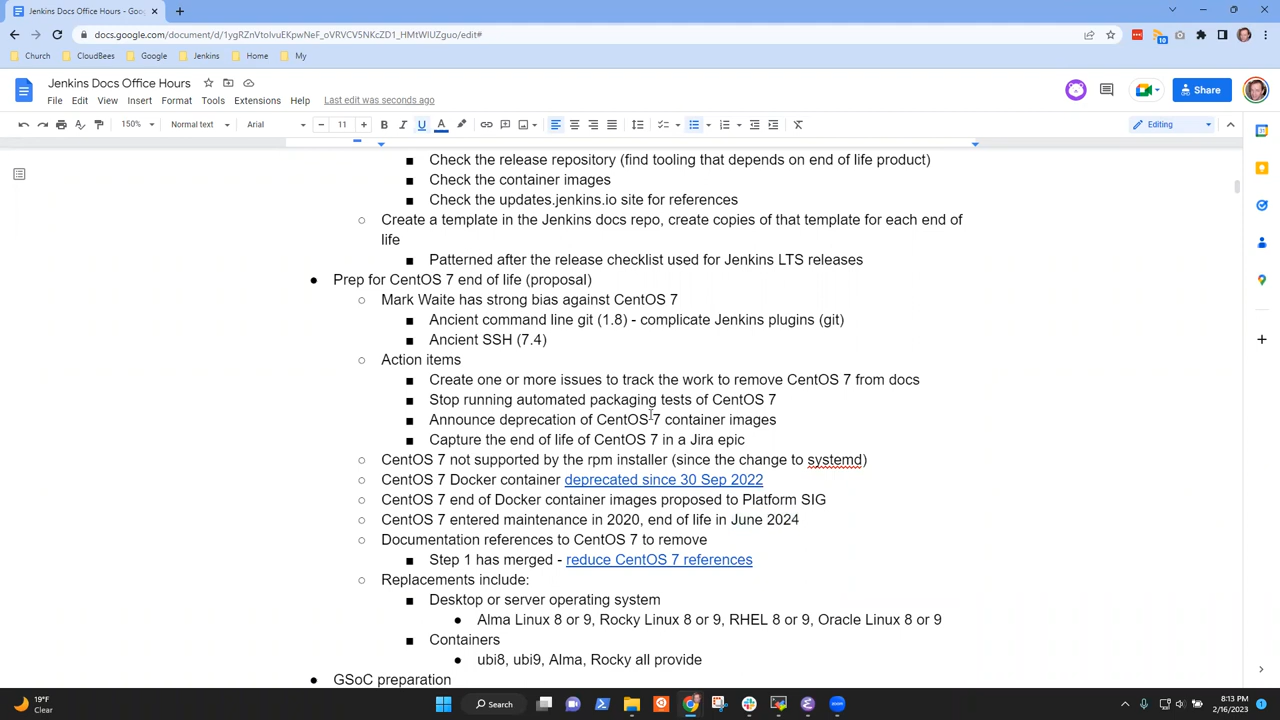 Jenkins Docs Office Hours - Goo
docs.google.com/document/d/1ygRZnVtoIvuEKpwNeF_oVRVCV5NKcZD1_HMtWIUZguo/edit#
Church
CloudBees
Google
Jenkins
Home
My
Jenkins Docs Office Hours
File Edit View Insert Format Tools Extensions Help Last edit was seconds ago
Share
150% Normal text Arial 11 Editing
■ Check the release repository (find tooling that depends on end of life product)
■ Check the container images
■ Check the updates.jenkins.io site for references
○ Create a template in the Jenkins docs repo, create copies of that template for each end of
life
■ Patterned after the release checklist used for Jenkins LTS releases
● Prep for CentOS 7 end of life (proposal)
○ Mark Waite has strong bias against CentOS 7
■ Ancient command line git (1.8) - complicate Jenkins plugins (git)
■ Ancient SSH (7.4)
○ Action items
■ Create one or more issues to track the work to remove CentOS 7 from docs
■ Stop running automated packaging tests of CentOS 7
■ Announce deprecation of CentOS 7 container images
■ Capture the end of life of CentOS 7 in a Jira epic
○ CentOS 7 not supported by the rpm installer (since the change to systemd)
○ CentOS 7 Docker container deprecated since 30 Sep 2022
○ CentOS 7 end of Docker container images proposed to Platform SIG
○ CentOS 7 entered maintenance in 2020, end of life in June 2024
○ Documentation references to CentOS 7 to remove
■ Step 1 has merged - reduce CentOS 7 references
○ Replacements include:
■ Desktop or server operating system
● Alma Linux 8 or 9, Rocky Linux 8 or 9, RHEL 8 or 9, Oracle Linux 8 or 9
■ Containers
● ubi8, ubi9, Alma, Rocky all provide
● GSoC preparation
19°F
Clear
Search
8:13 PM
2/16/2023